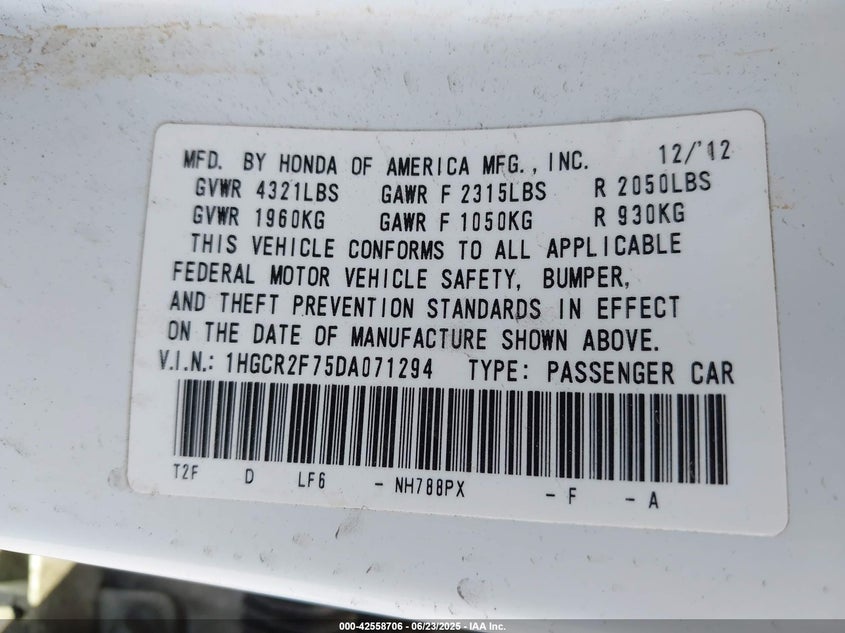 MFD. BY HONDA OF AMERICA MFG., INC. 12/'12
GVWR 4321LBS GAWR F 2315LBS R 2050LBS
GVWR 1960KG GAWR F 1050KG R 930KG
THIS VEHICLE CONFORMS TO ALL APPLICABLE
FEDERAL MOTOR VEHICLE SAFETY, BUMPER,
AND THEFT PREVENTION STANDARDS IN EFFECT
ON THE DATE OF MANUFACTURE SHOWN ABOVE.
V.I.N.: 1HGCR2F75DA071294 TYPE: PASSENGER CAR
T2F D LF6 - NH788PX - F - A
000-42558706 - 06/23/2025 - IAA Inc.